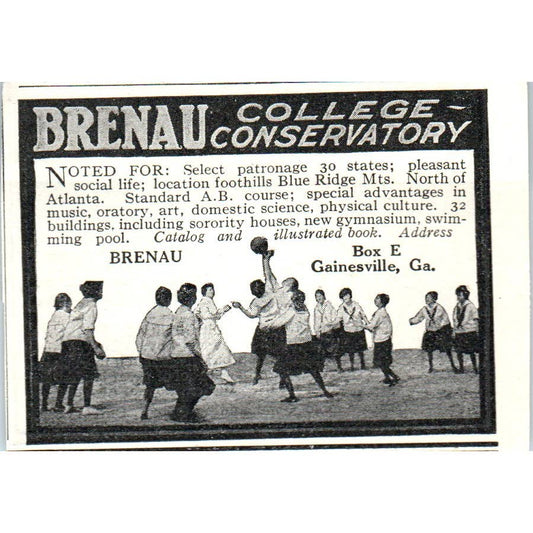 BRENAU COLLEGE-
CONSERVATORY
NOTED FOR: Select patronage 30 states; pleasant
social life; location foothills Blue Ridge Mts. North of
Atlanta. Standard A.B. course; special advantages in
music, oratory, art, domestic science, physical culture. 32
buildings, including sorority houses, new gymnasium, swim-
ming pool. Catalog and illustrated book. Address
BRENAU Box E
Gainesville, Ga.